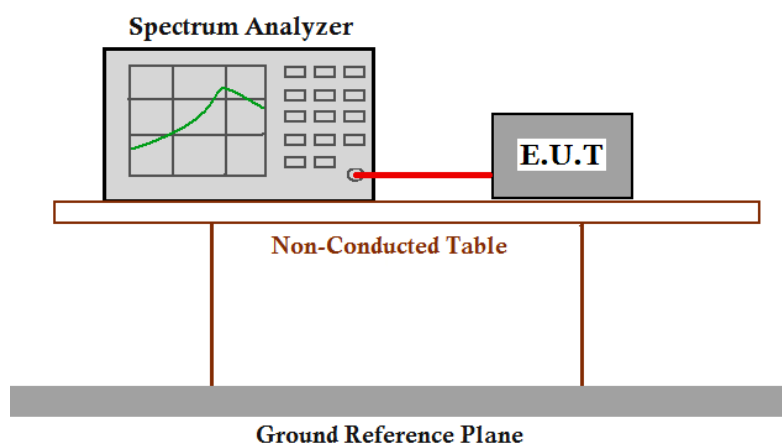 Spectrum Analyzer
E.U.T
Non-Conducted Table
Ground Reference Plane